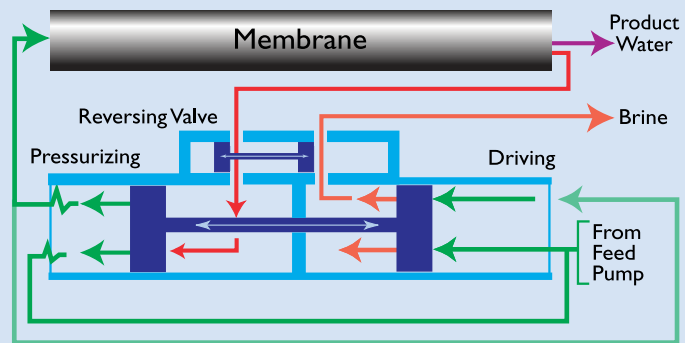 Membrane
Product
Water
Reversing Valve
Brine
Pressurizing
Driving
From
Feed
Pump